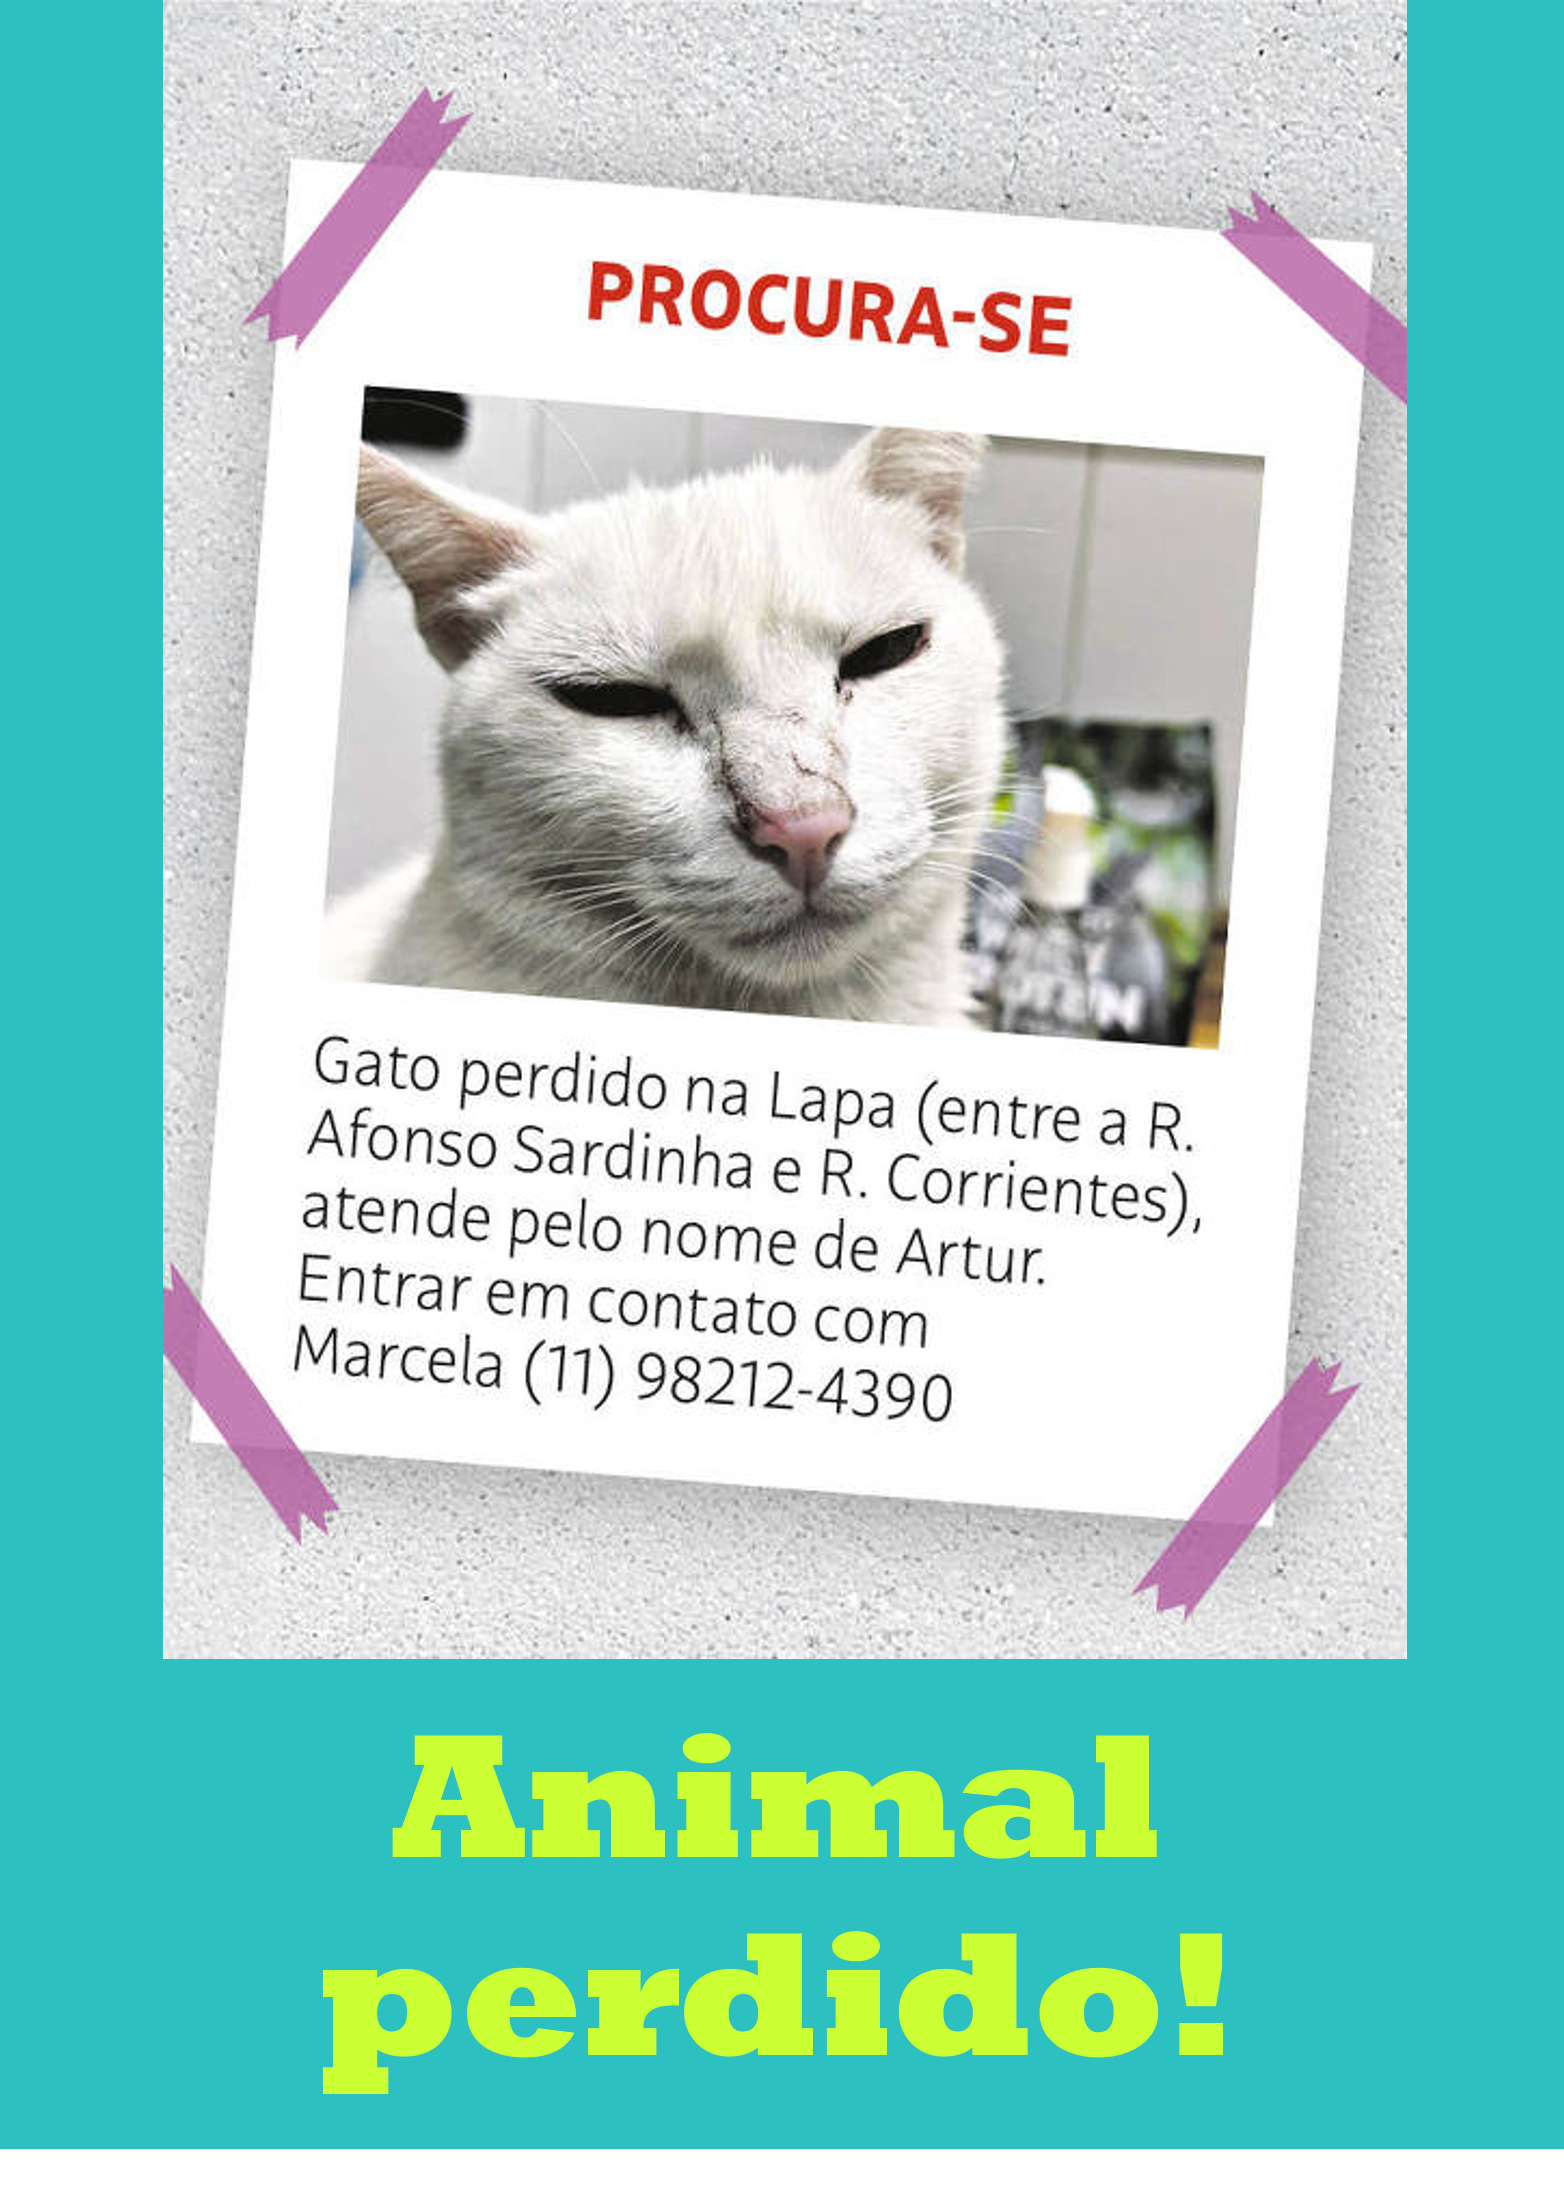 PROCURA-SE
Gato perdido na Lapa (entre a R.
Afonso Sardinha e R. Corrientes),
atende pelo nome de Artur.
Entrar em contato com
Marcela (11) 98212-4390
Animal
perdido!